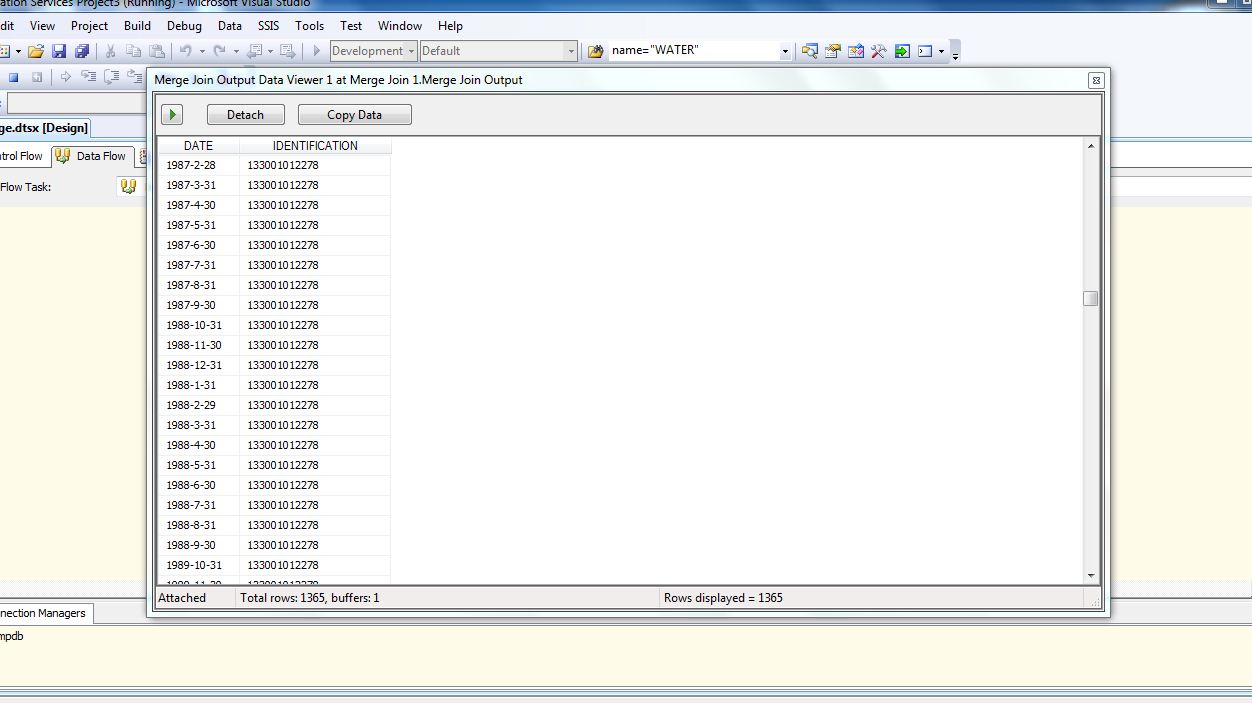 ation Services Project3 (Running) - Microsoft Visual Studio
dit View Project Build Debug Data SSIS Tools Test Window Help
Development Default name="WATER"
Merge Join Output Data Viewer 1 at Merge Join 1.Merge Join Output
Detach Copy Data
ge.dtsx [Design]
trol Flow Data Flow
Flow Task:
DATE IDENTIFICATION
1987-2-28 133001012278
1987-3-31 133001012278
1987-4-30 133001012278
1987-5-31 133001012278
1987-6-30 133001012278
1987-7-31 133001012278
1987-8-31 133001012278
1987-9-30 133001012278
1988-10-31 133001012278
1988-11-30 133001012278
1988-12-31 133001012278
1988-1-31 133001012278
1988-2-29 133001012278
1988-3-31 133001012278
1988-4-30 133001012278
1988-5-31 133001012278
1988-6-30 133001012278
1988-7-31 133001012278
1988-8-31 133001012278
1988-9-30 133001012278
1989-10-31 133001012278
1989-11-30 133001012278
Attached Total rows: 1365, buffers: 1 Rows displayed = 1365
nection Managers
mpdb